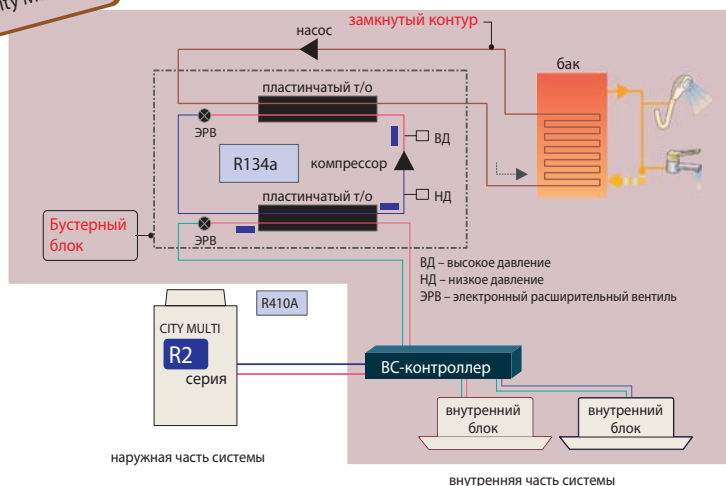 замкнутый контур
насос
бак
пластинчатый т/о
ЭРВ
ВД
R134a
компрессор
НД
пластинчатый т/о
Бустерный
блок
ЭРВ
ВД – высокое давление
НД – низкое давление
ЭРВ – электронный расширительный вентиль
R410A
CITY MULTI
R2
серия
ВС-контроллер
внутренний
блок
внутренний
блок
наружная часть системы
внутренняя часть системы